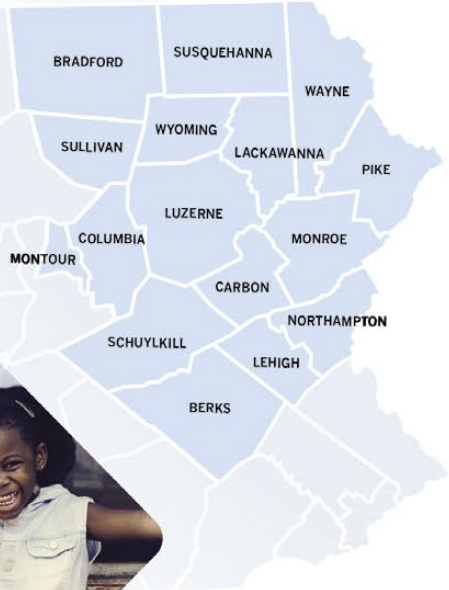 BRADFORD
SUSQUEHANNA
WAYNE
SULLIVAN
WYOMING
LACKAWANNA
PIKE
LUZERNE
COLUMBIA
MONROE
MONTOUR
CARBON
NORTHAMPTON
SCHUYLKILL
LEHIGH
BERKS